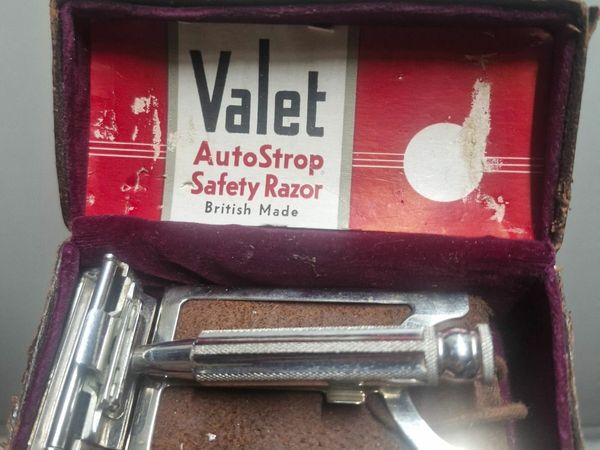 Valet
AutoStrop
Safety Razor
British Made